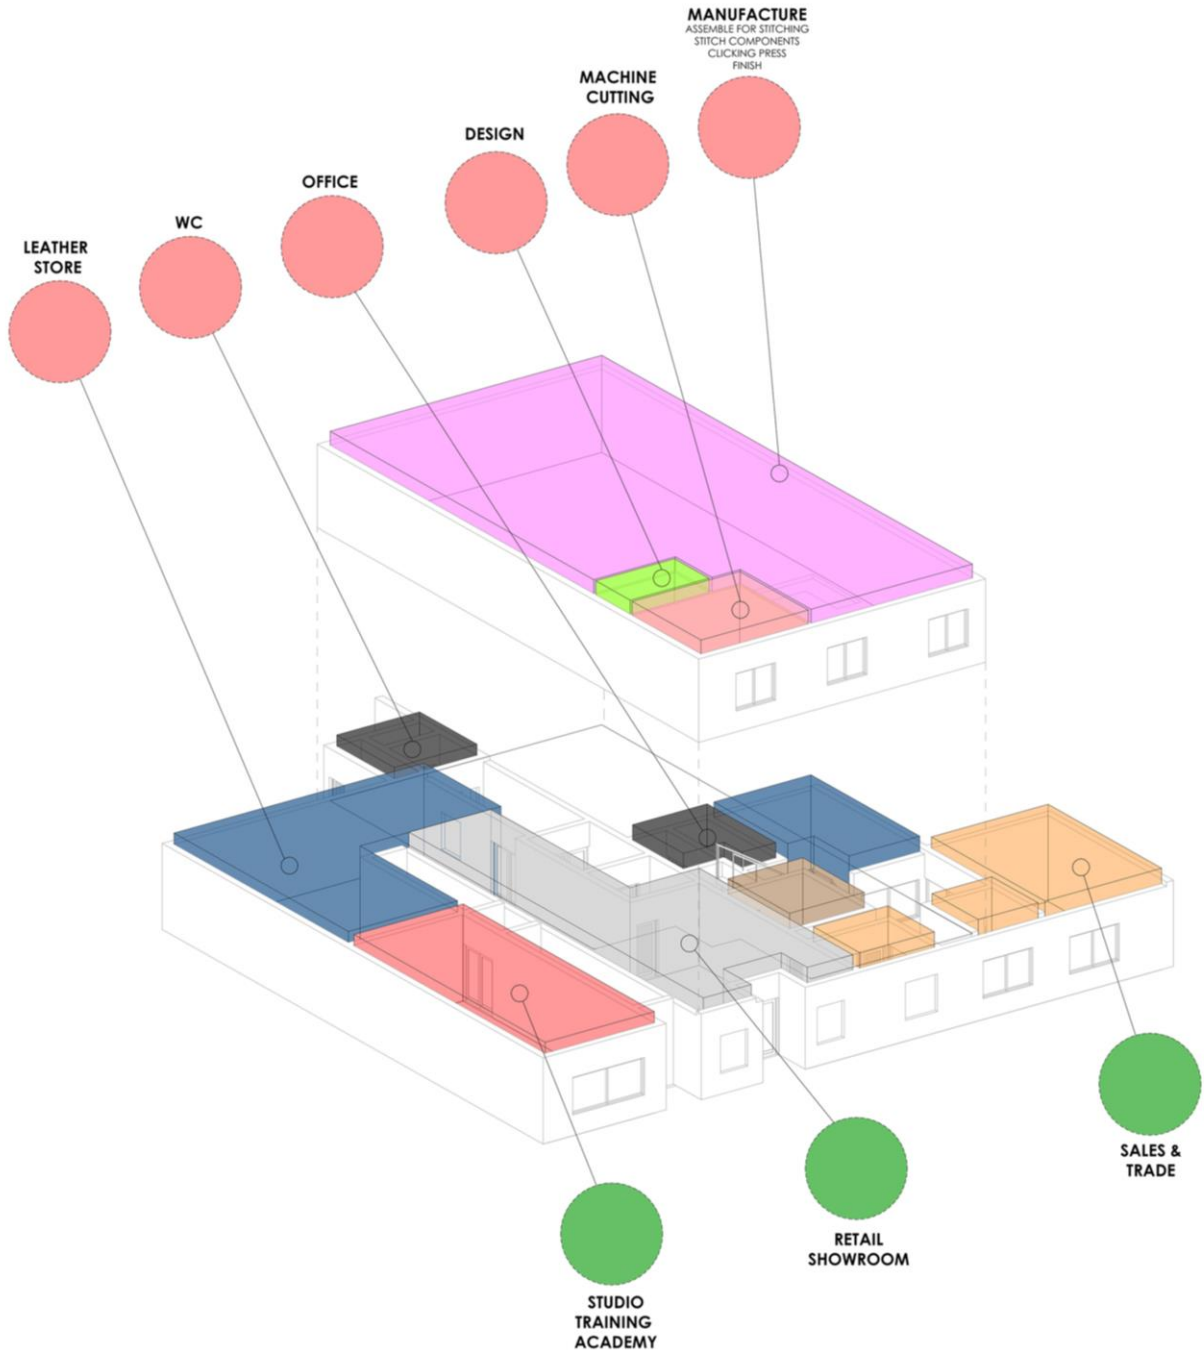 MANUFACTURE
ASSEMBLE FOR STITCHING
STITCH COMPONENTS
CLICKING PRESS
FINISH
MACHINE
CUTTING
DESIGN
OFFICE
WC
LEATHER
STORE
SALES &
TRADE
RETAIL
SHOWROOM
STUDIO
TRAINING
ACADEMY